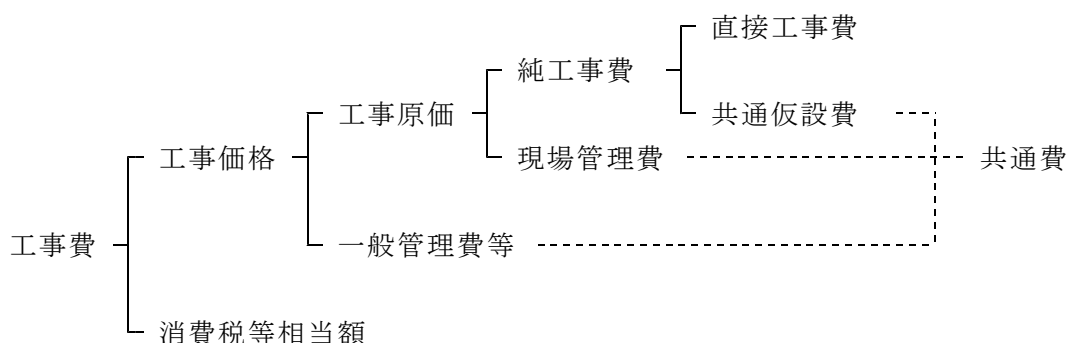 直接工事費
純工事費
工事原価
共通仮設費
工事価格
現場管理費
共通費
工事費
一般管理費等
消費税等相当額